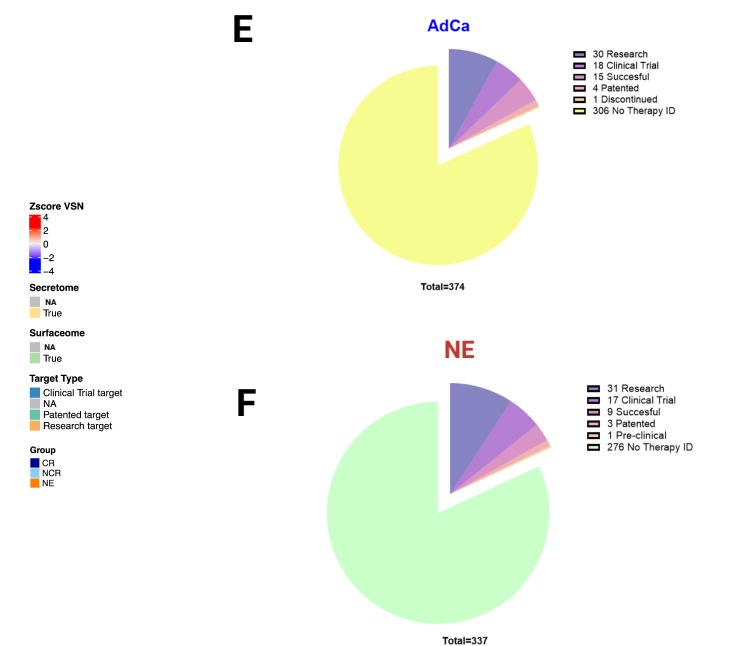 E
AdCa
30 Research
18 Clinical Trial
15 Succesful
4 Patented
1 Discontinued
306 No Therapy ID
Total=374
Zscore VSN
4
2
0
−2
−4
Secretome
NA
True
Surfaceome
NA
True
Target Type
Clinical Trial target
NA
Patented target
Research target
Group
CR
NCR
NE
F
NE
31 Research
17 Clinical Trial
9 Succesful
3 Patented
1 Pre-clinical
276 No Therapy ID
Total=337